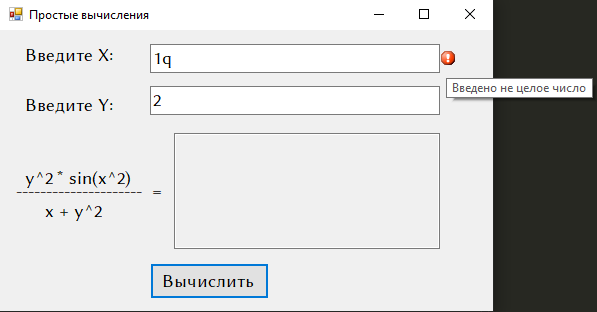 Простые вычисления
Введите X:
1q
Введено не целое число
Введите Y:
2
y^2 * sin(x^2)
----------------------
x + y^2
=
Вычислить